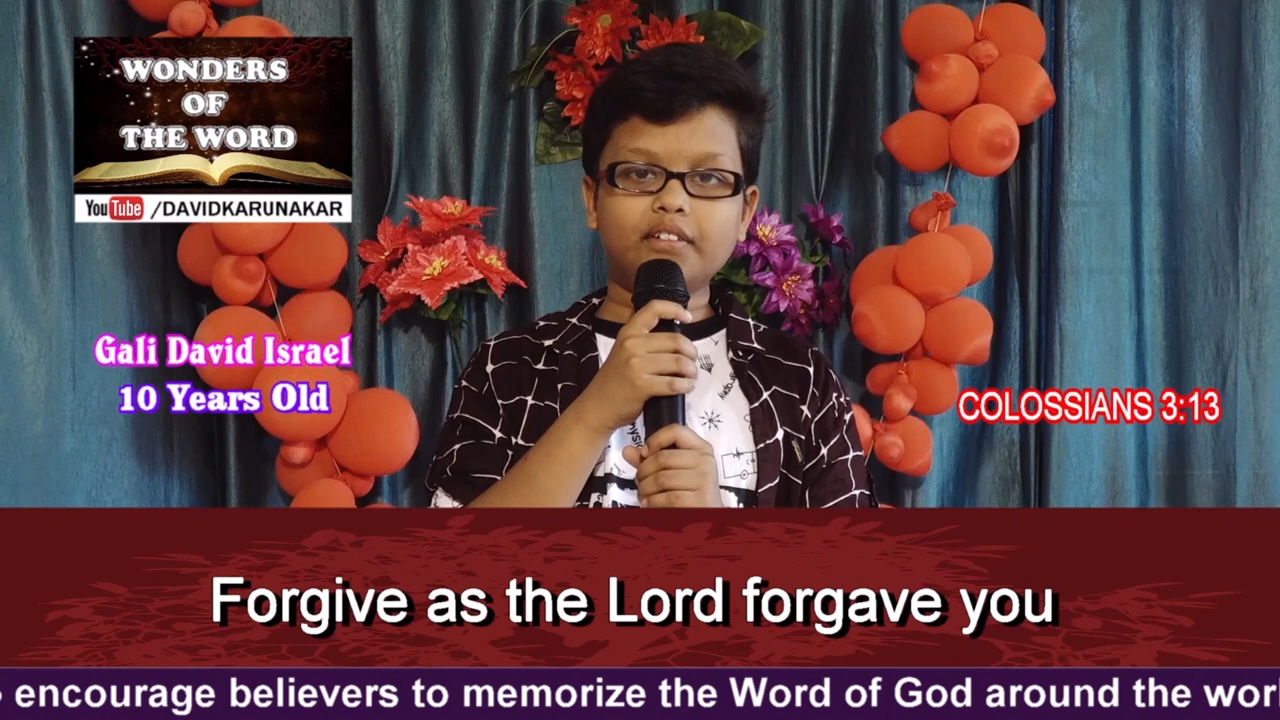 WONDERS
OF
THE WORD
YouTube /DAVIDKARUNAKAR
Gali David Israel
10 Years Old
COLOSSIANS 3:13
Forgive as the Lord forgave you
encourage believers to memorize the Word of God around the